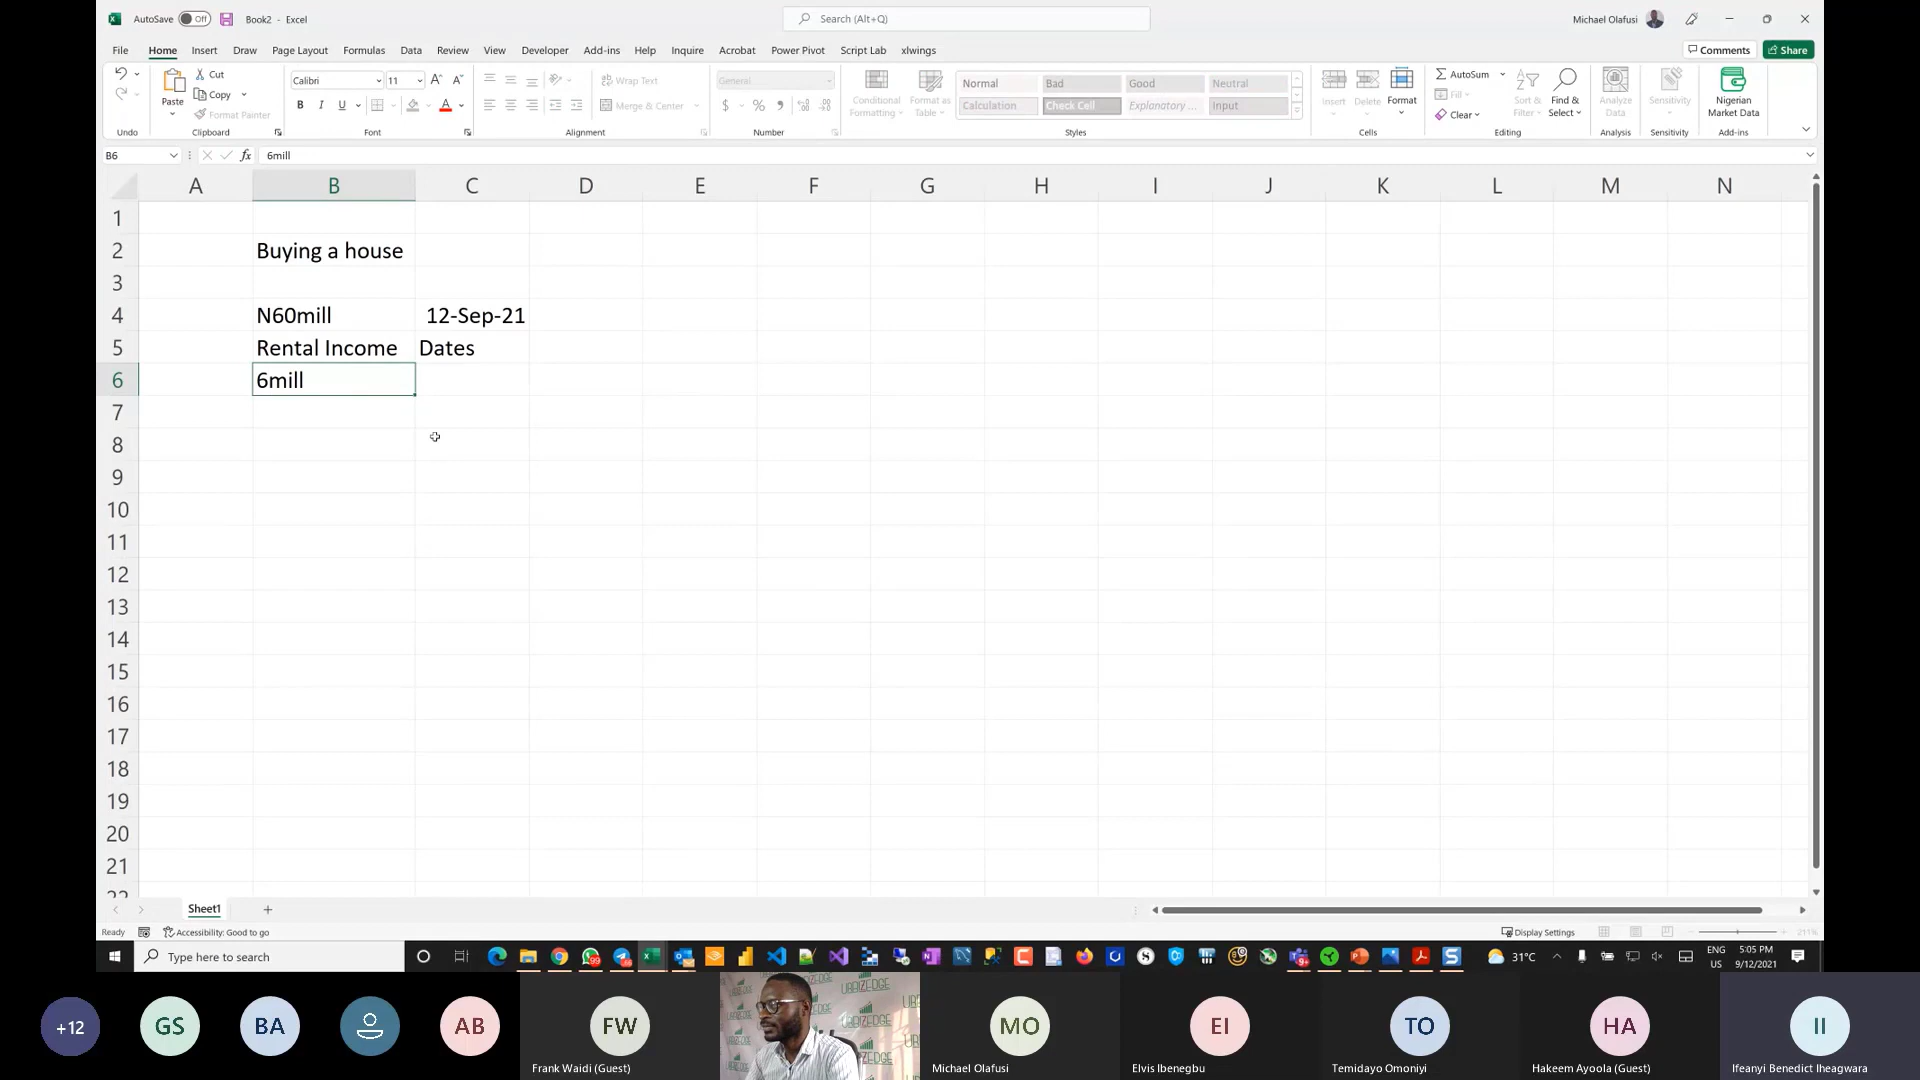 AutoSave Off Book2 - Excel Search (Alt+Q) Michael Olafusi
File Home Insert Draw Page Layout Formulas Data Review View Developer Add-ins Help Inquire Acrobat Power Pivot Script Lab xlwings Comments Share
Paste Cut Copy Format Painter
Calibri 11 B I U
Wrap Text Merge & Center
General $ %
Conditional Formatting Format as Table
Normal Bad Good Neutral
Calculation Check Cell Explanatory ... Input
Insert Delete Format
AutoSum Fill Clear
Sort & Filter Find & Select
Analyze Data Sensitivity Nigerian Market Data
Undo Clipboard Font Alignment Number Styles Cells Editing Analysis Sensitivity Add-ins
B6 fx 6mill
A B C D E F G H I J K L M N
1
2 Buying a house
3
4 N60mill 12-Sep-21
5 Rental Income Dates
6 6mill
7
8
9
10
11
12
13
14
15
16
17
18
19
20
21
22
Sheet1
Ready Accessibility: Good to go Display Settings 211%
Type here to search 99 31°C ENG US 5:05 PM 9/12/2021
+12 GS BA AB FW MO EI TO HA II
URBIZEDGE
Frank Waidi (Guest) Michael Olafusi Elvis Ibenegbu Temidayo Omoniyi Hakeem Ayoola (Guest) Ifeanyi Benedict Iheagwara